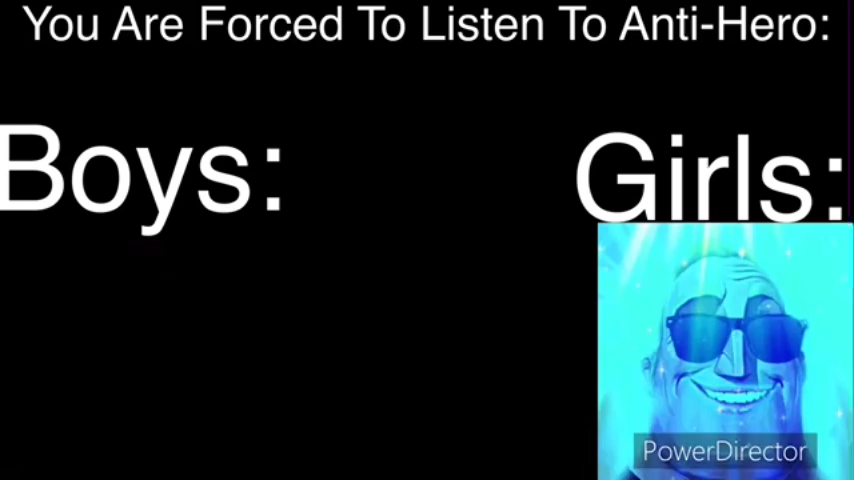 You Are Forced To Listen To Anti-Hero:
Boys:
Girls:
PowerDirector